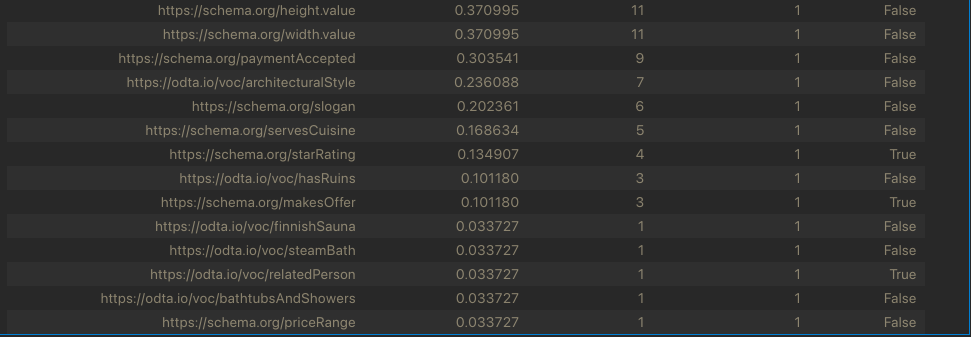 https://schema.org/height.value 0.370995 11 1 False
https://schema.org/width.value 0.370995 11 1 False
https://schema.org/paymentAccepted 0.303541 9 1 False
https://odta.io/voc/architecturalStyle 0.236088 7 1 False
https://schema.org/slogan 0.202361 6 1 False
https://schema.org/servesCuisine 0.168634 5 1 False
https://schema.org/starRating 0.134907 4 1 True
https://odta.io/voc/hasRuins 0.101180 3 1 False
https://schema.org/makesOffer 0.101180 3 1 True
https://odta.io/voc/finnishSauna 0.033727 1 1 False
https://odta.io/voc/steamBath 0.033727 1 1 False
https://odta.io/voc/relatedPerson 0.033727 1 1 True
https://odta.io/voc/bathtubsAndShowers 0.033727 1 1 False
https://schema.org/priceRange 0.033727 1 1 False